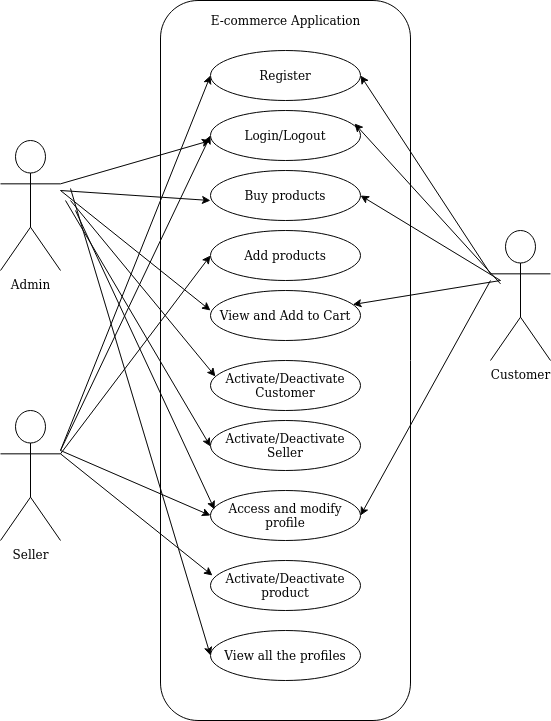 E-commerce Application
Register
Login/Logout
Buy products
Add products
View and Add to Cart
Activate/Deactivate
Customer
Activate/Deactivate
Seller
Access and modify
profile
Activate/Deactivate
product
View all the profiles
Admin
Seller
Customer